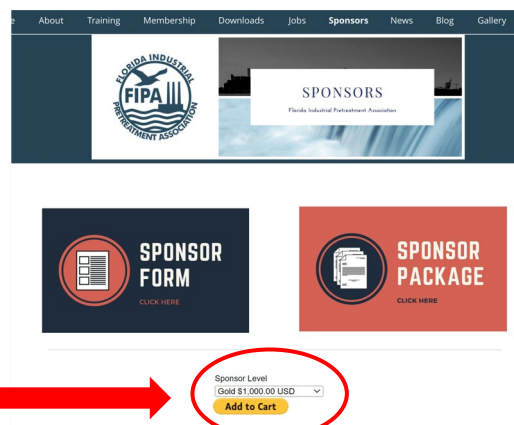 e About Training Membership Downloads Jobs Sponsors News Blog Gallery
FLORIDA INDUSTRIAL
FIPA
PRETREATMENT ASSOCIATION
SPONSORS
Florida Industrial Pretreatment Association
SPONSOR
FORM
CLICK HERE
SPONSOR
PACKAGE
CLICK HERE
Sponsor Level
Gold $1,000.00 USD
Add to Cart